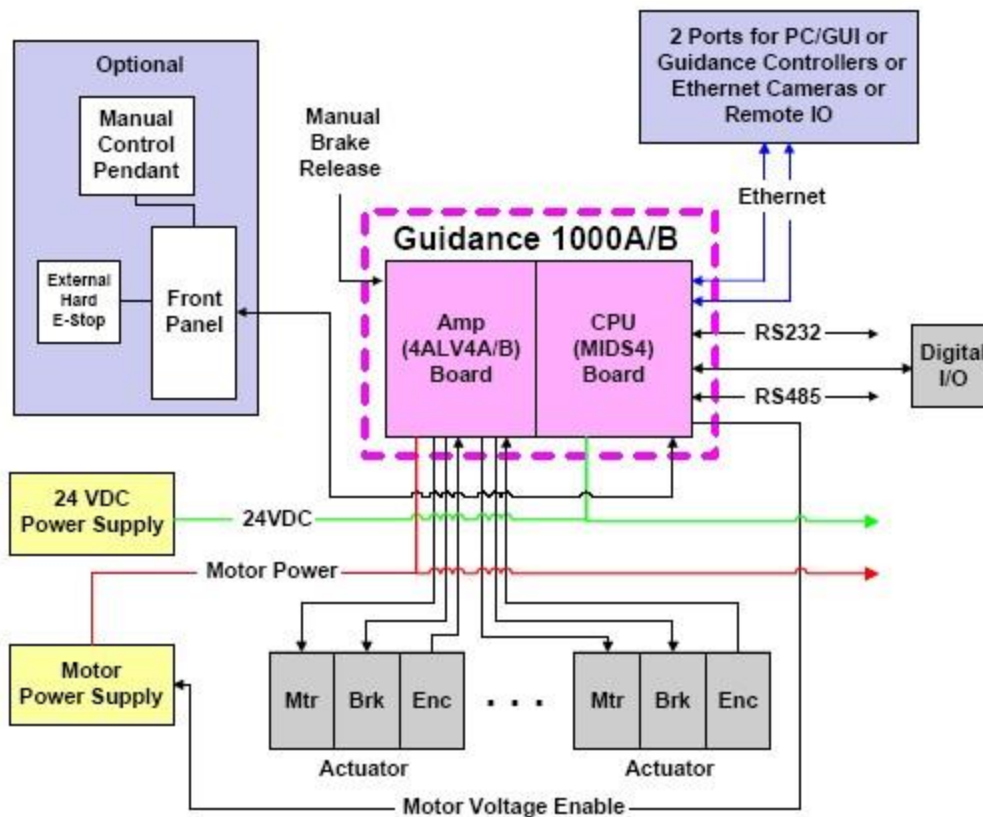 Optional
Manual
Control
Pendant
External
Hard
E-Stop
Front
Panel
Manual
Brake
Release
2 Ports for PC/GUI or
Guidance Controllers or
Ethernet Cameras or
Remote IO
Ethernet
Guidance 1000A/B
Amp
(4ALV4A/B)
Board
CPU
(MIDS4)
Board
RS232
RS485
Digital
I/O
24 VDC
Power Supply
24VDC
Motor Power
Motor
Power Supply
Mtr
Brk
Enc
. . .
Mtr
Brk
Enc
Actuator
Actuator
Motor Voltage Enable